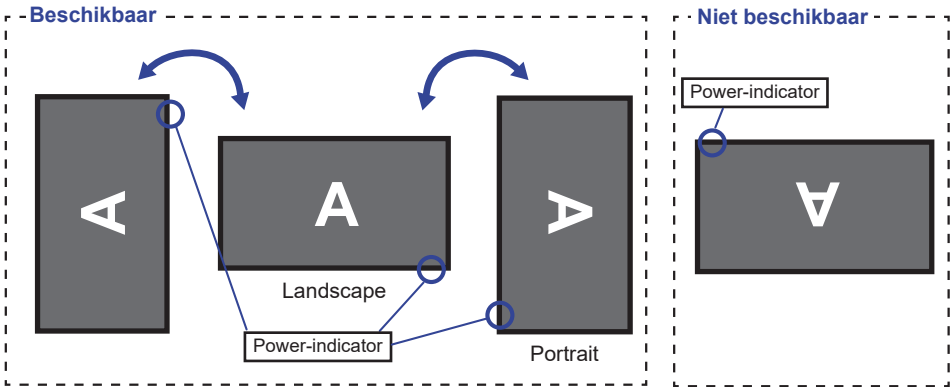 Beschikbaar
Niet beschikbaar
Power-indicator
A
A
A
A
Landscape
Power-indicator
Portrait